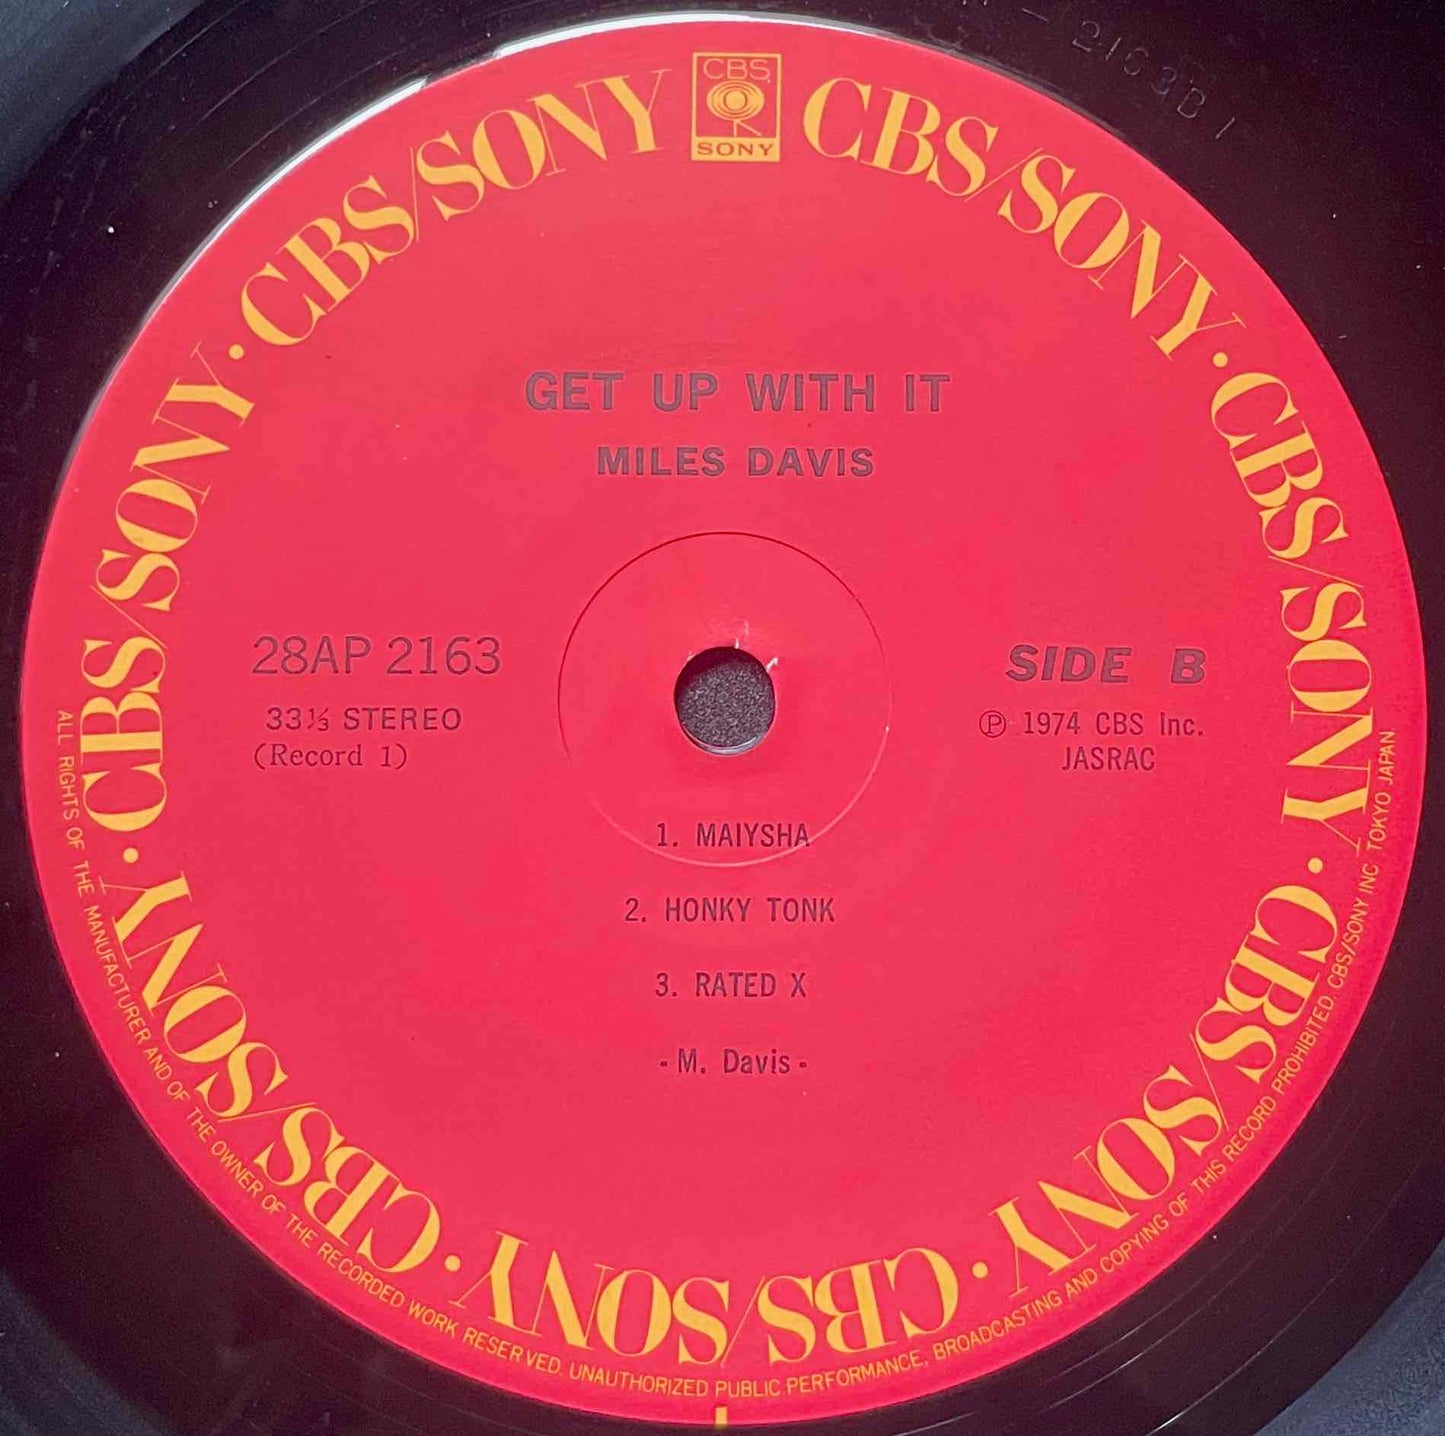 CBS
SONY
CBS/SONY · CBS/SONY · CBS/SONY · CBS/SONY · CBS/SONY · CBS/SONY · CBS/SONY · CBS/SONY
2163B1
GET UP WITH IT
MILES DAVIS
28AP 2163
33⅓ STEREO
(Record 1)
SIDE B
Ⓟ 1974 CBS Inc.
JASRAC
1. MAIYSHA
2. HONKY TONK
3. RATED X
- M. Davis -
ALL RIGHTS OF THE MANUFACTURER AND OF THE OWNER OF THE RECORDED WORK RESERVED. UNAUTHORIZED PUBLIC PERFORMANCE, BROADCASTING AND COPYING OF THIS RECORD PROHIBITED. CBS/SONY INC. TOKYO JAPAN